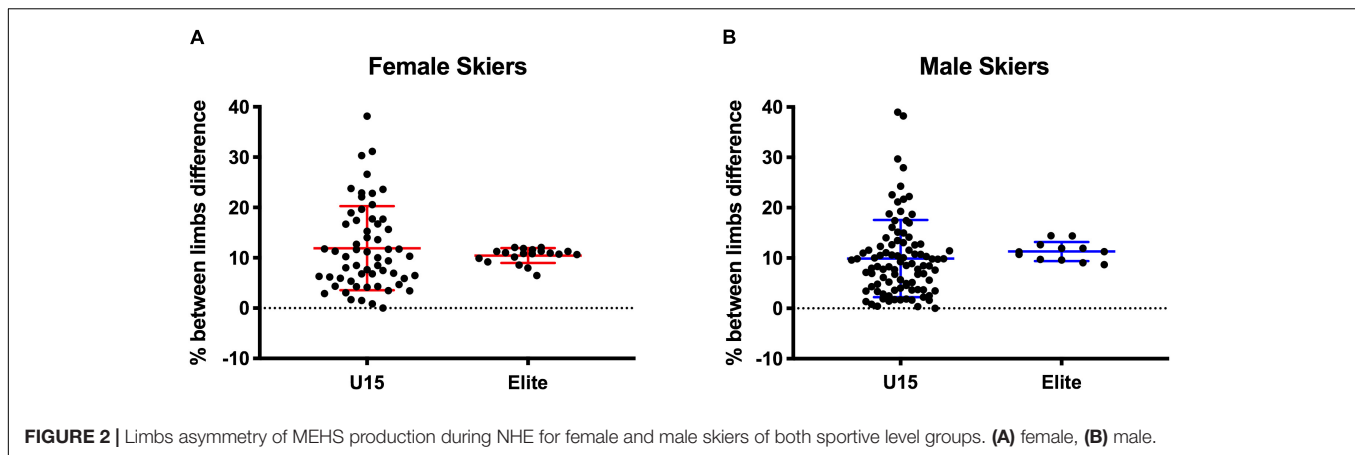 A
Female Skiers
% between limbs difference
40
30
20
10
0
-10
U15
Elite
B
Male Skiers
% between limbs difference
40
30
20
10
0
-10
U15
Elite
FIGURE 2 | Limbs asymmetry of MEHS production during NHE for female and male skiers of both sportive level groups. (A) female, (B) male.